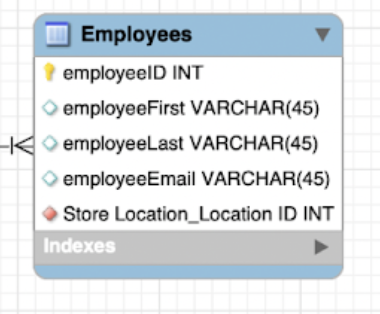 Employees
employeeID INT
employeeFirst VARCHAR(45)
employeeLast VARCHAR(45)
employeeEmail VARCHAR(45)
Store Location_Location ID INT
Indexes